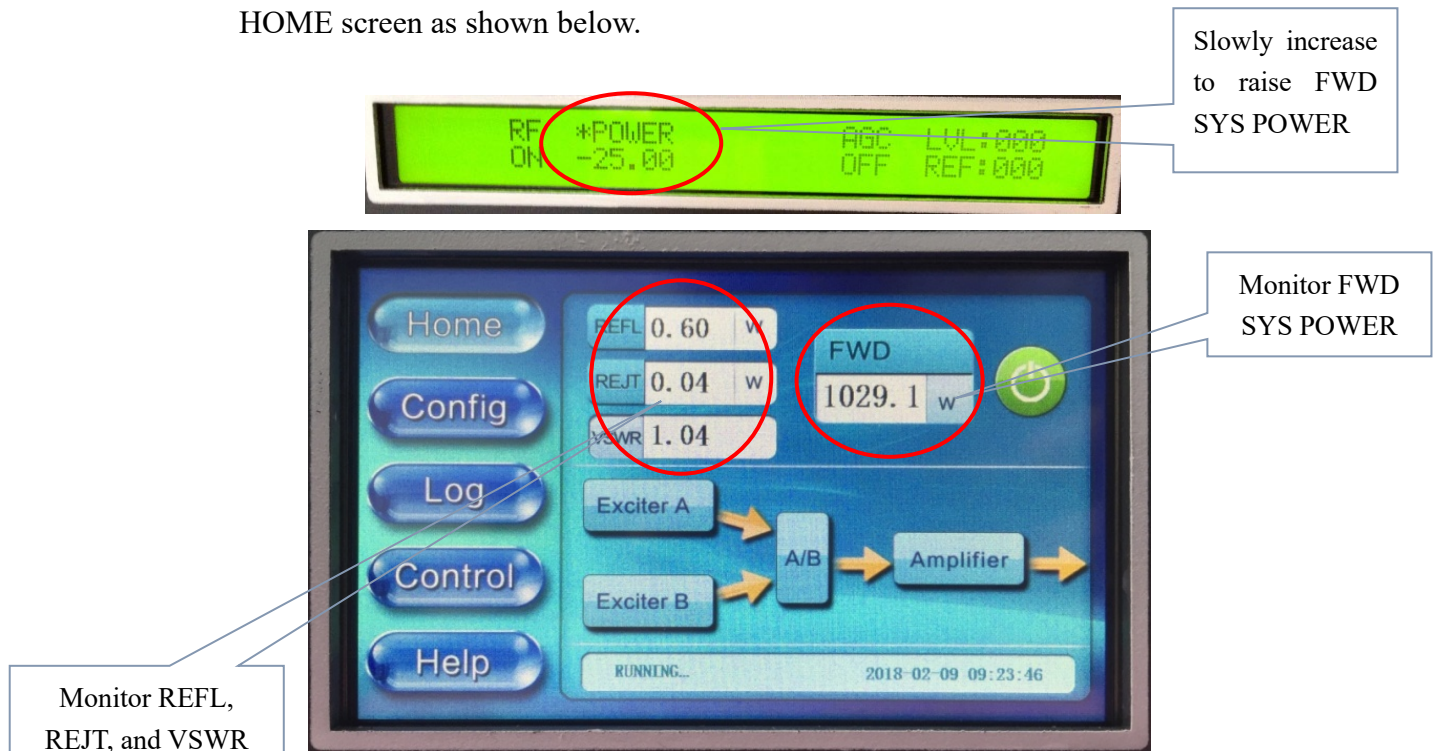 HOME screen as shown below.
Slowly increase
to raise FWD
SYS POWER
RF *POWER AGC LVL:000
ON -25.00 OFF REF:000
Monitor FWD
SYS POWER
Home
Config
Log
Control
Help
REFL 0.60 W
REJT 0.04 W
VSWR 1.04
FWD
1029.1 W
Exciter A
Exciter B
A/B
Amplifier
RUNNING... 2018-02-09 09:23:46
Monitor REFL,
REJT, and VSWR